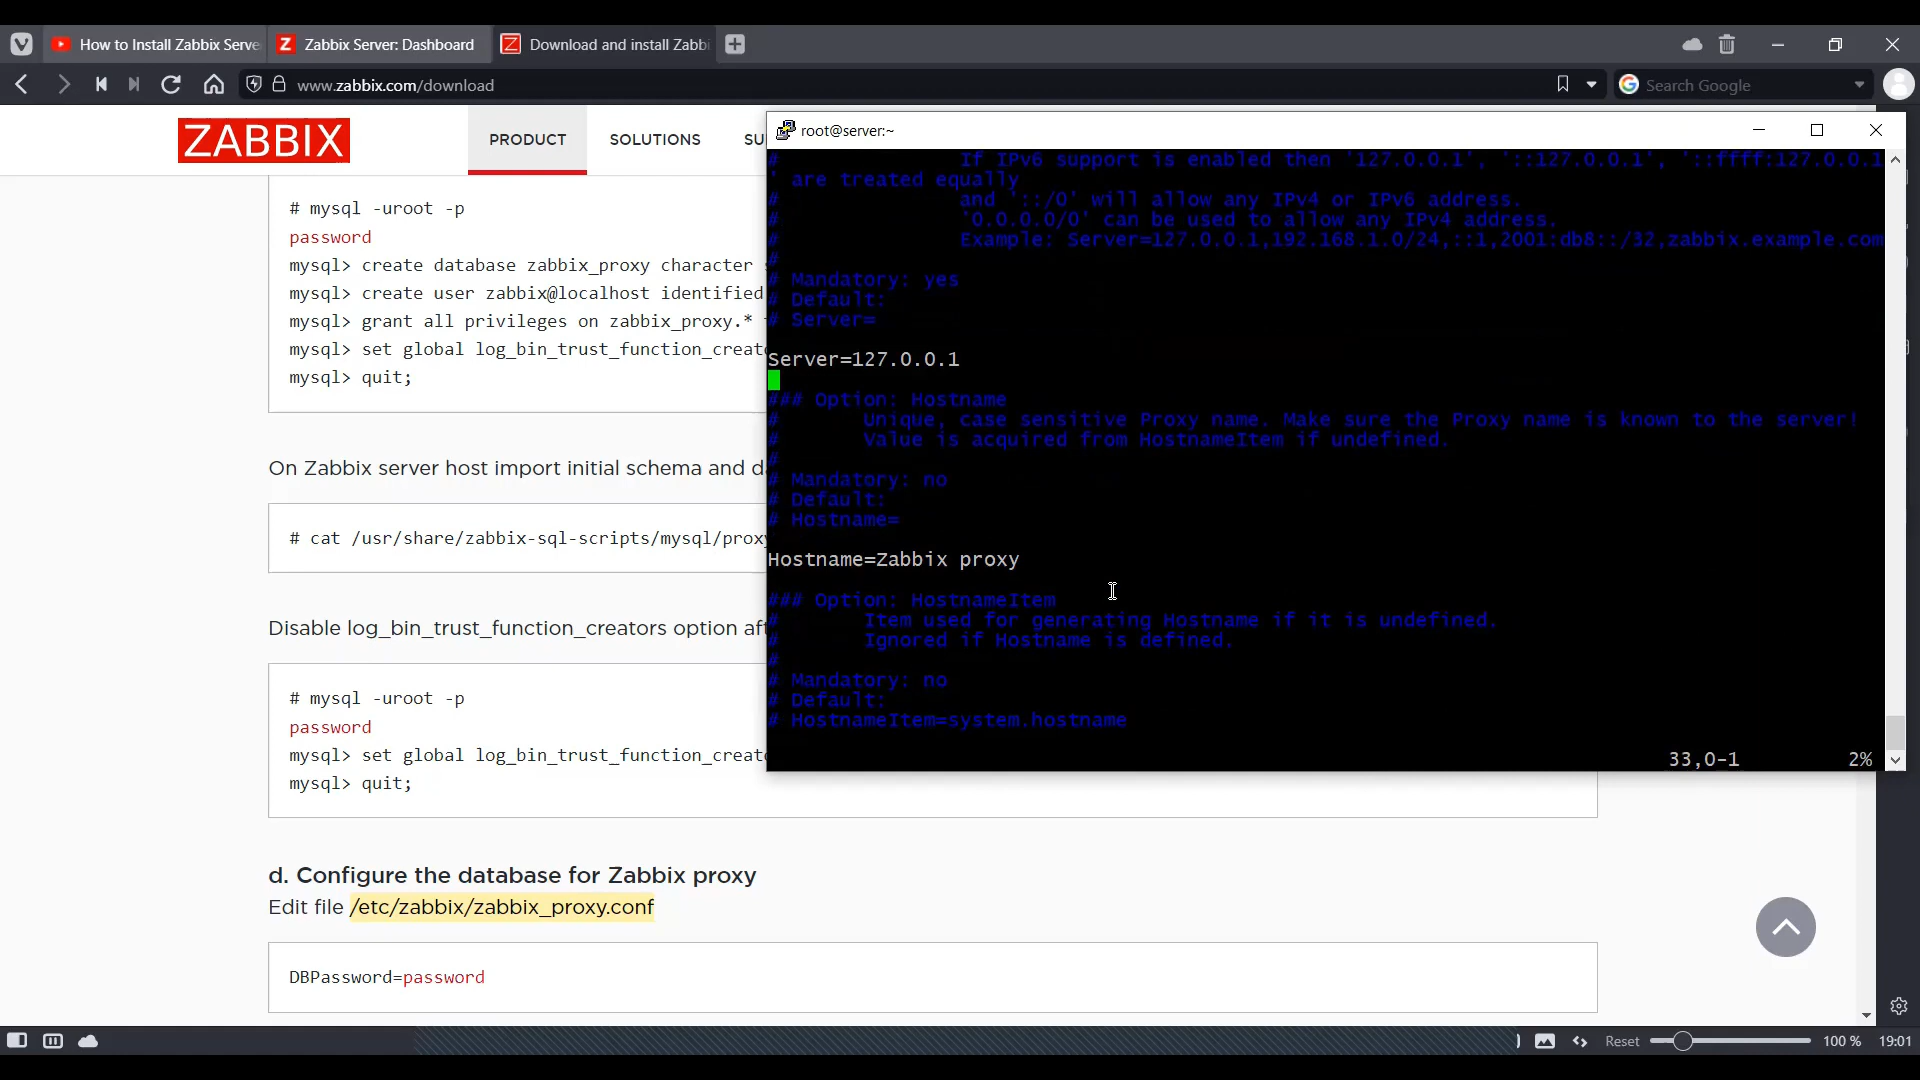 How to Install Zabbix Serve
Zabbix Server: Dashboard
Download and install Zabbi
www.zabbix.com/download
Search Google
ZABBIX
PRODUCT
SOLUTIONS
SU
# mysql -uroot -p
password
mysql> create database zabbix_proxy character
mysql> create user zabbix@localhost identified
mysql> grant all privileges on zabbix_proxy.*
mysql> set global log_bin_trust_function_creato
mysql> quit;
On Zabbix server host import initial schema and da
# cat /usr/share/zabbix-sql-scripts/mysql/proxy
Disable log_bin_trust_function_creators option aft
# mysql -uroot -p
password
mysql> set global log_bin_trust_function_creato
mysql> quit;
d. Configure the database for Zabbix proxy
Edit file /etc/zabbix/zabbix_proxy.conf
DBPassword=password
root@server:~
# If IPv6 support is enabled then '127.0.0.1', '::127.0.0.1', '::ffff:127.0.0.1
' are treated equally
# and '::/0' will allow any IPv4 or IPv6 address.
# '0.0.0.0/0' can be used to allow any IPv4 address.
# Example: Server=127.0.0.1,192.168.1.0/24,::1,2001:db8::/32,zabbix.example.com
#
# Mandatory: yes
# Default:
# Server=
Server=127.0.0.1
### Option: Hostname
# Unique, case sensitive Proxy name. Make sure the Proxy name is known to the server!
# Value is acquired from HostnameItem if undefined.
#
# Mandatory: no
# Default:
# Hostname=
Hostname=Zabbix proxy
### Option: HostnameItem
# Item used for generating Hostname if it is undefined.
# Ignored if Hostname is defined.
#
# Mandatory: no
# Default:
# HostnameItem=system.hostname
33,0-1 2%
Reset 100 % 19:01